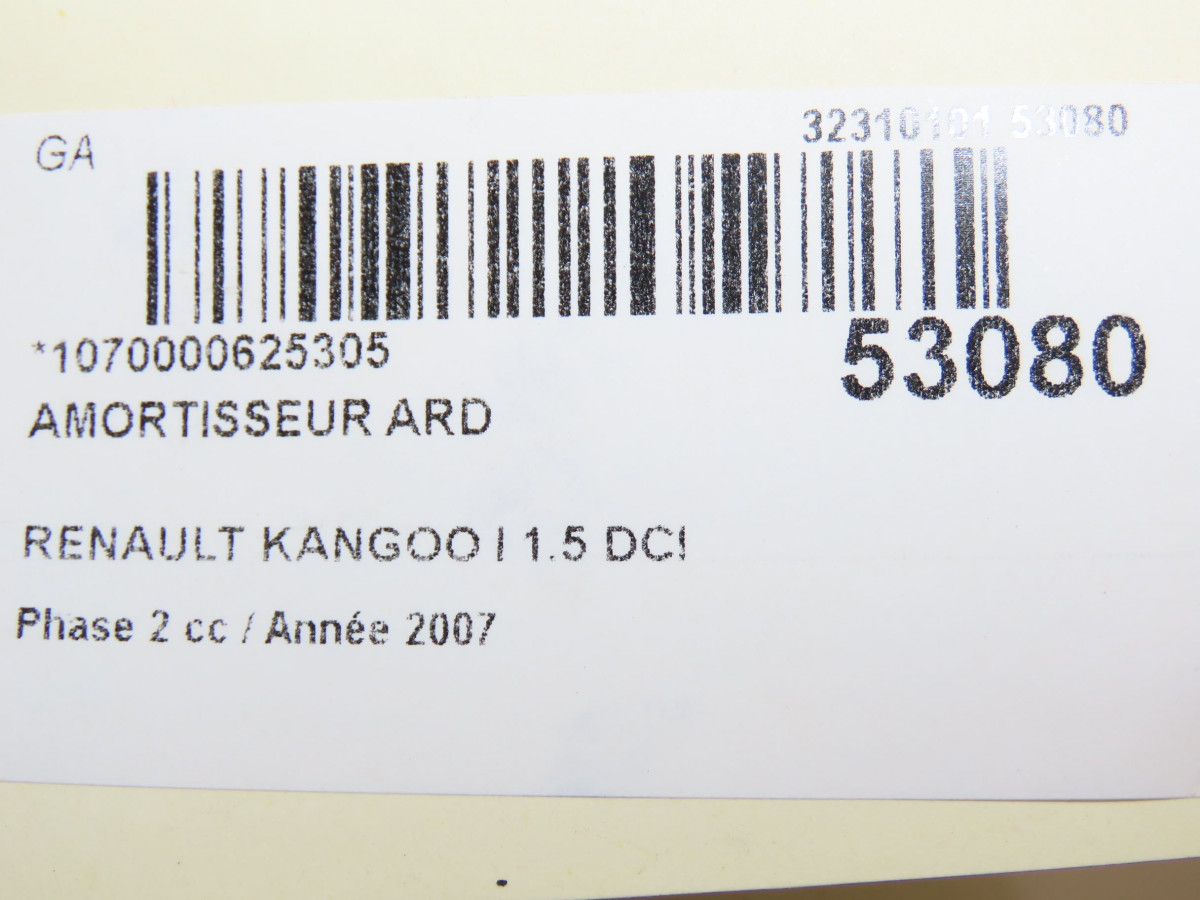 GA
32310101 53080
*1070000625305
53080
AMORTISSEUR ARD
RENAULT KANGOO I 1.5 DCI
Phase 2 cc / Année 2007